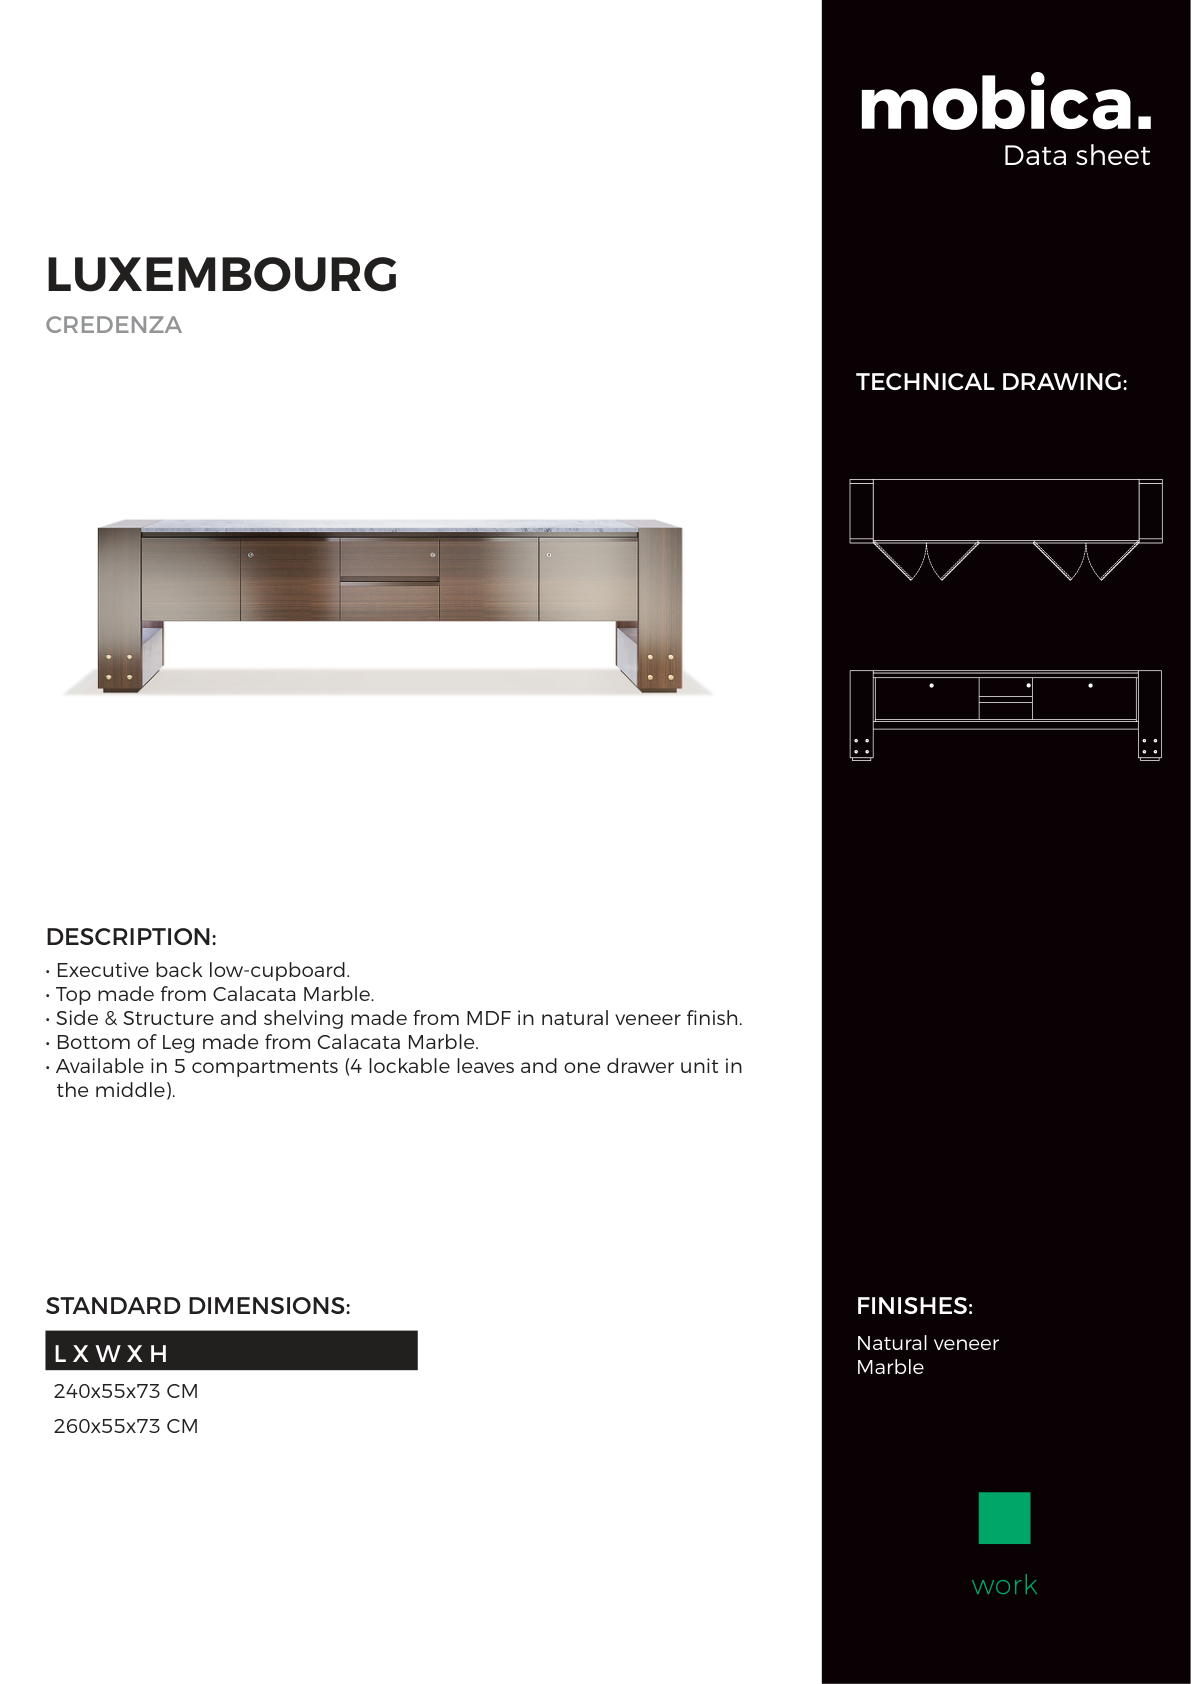 mobica.
Data sheet
LUXEMBOURG
CREDENZA
TECHNICAL DRAWING:
DESCRIPTION:
• Executive back low-cupboard.
• Top made from Calacata Marble.
• Side & Structure and shelving made from MDF in natural veneer finish.
• Bottom of Leg made from Calacata Marble.
• Available in 5 compartments (4 lockable leaves and one drawer unit in
the middle).
STANDARD DIMENSIONS:
L X W X H
240x55x73 CM
260x55x73 CM
FINISHES:
Natural veneer
Marble
work